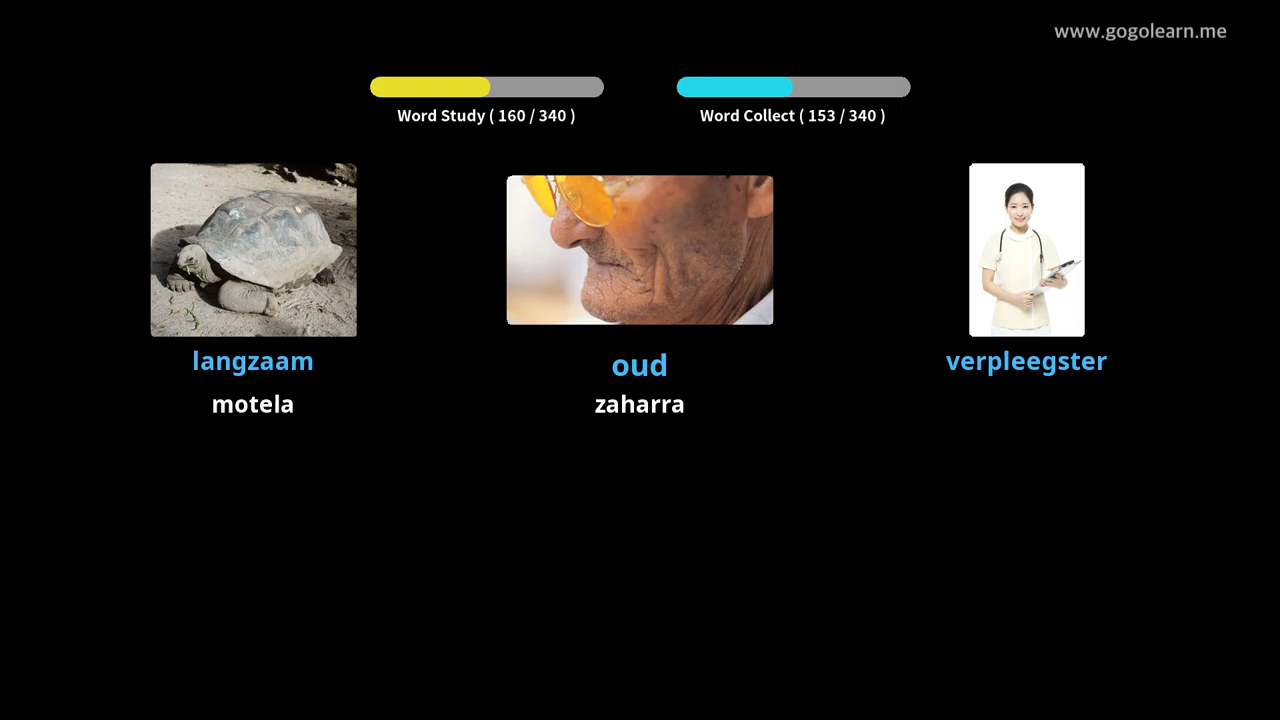 www.gogolearn.me
Word Study ( 160 / 340 )
Word Collect ( 153 / 340 )
langzaam
oud
verpleegster
motela
zaharra